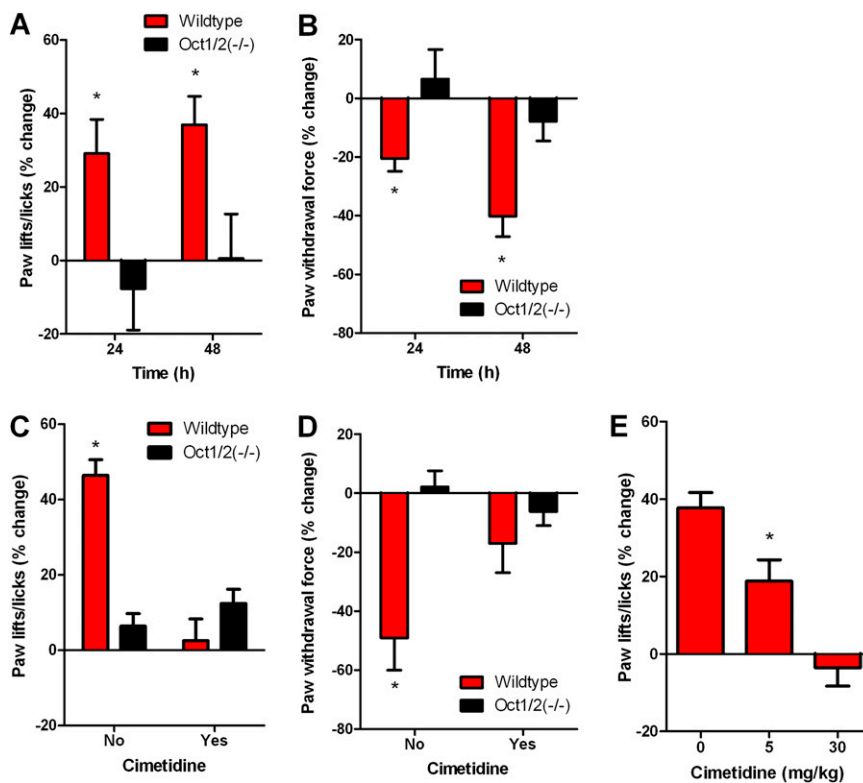 A
Wildtype
Oct1/2(-/-)
Paw lifts/licks (% change)
60
40
20
0
-20
*
*
24
48
Time (h)
B
Paw withdrawal force (% change)
20
0
-20
-40
-60
-80
*
*
Wildtype
Oct1/2(-/-)
24
48
Time (h)
C
Wildtype
Oct1/2(-/-)
Paw lifts/licks (% change)
60
40
20
0
-20
*
No
Yes
Cimetidine
D
Paw withdrawal force (% change)
20
0
-20
-40
-60
-80
*
Wildtype
Oct1/2(-/-)
No
Yes
Cimetidine
E
Paw lifts/licks (% change)
60
40
20
0
-20
*
0
5
30
Cimetidine (mg/kg)